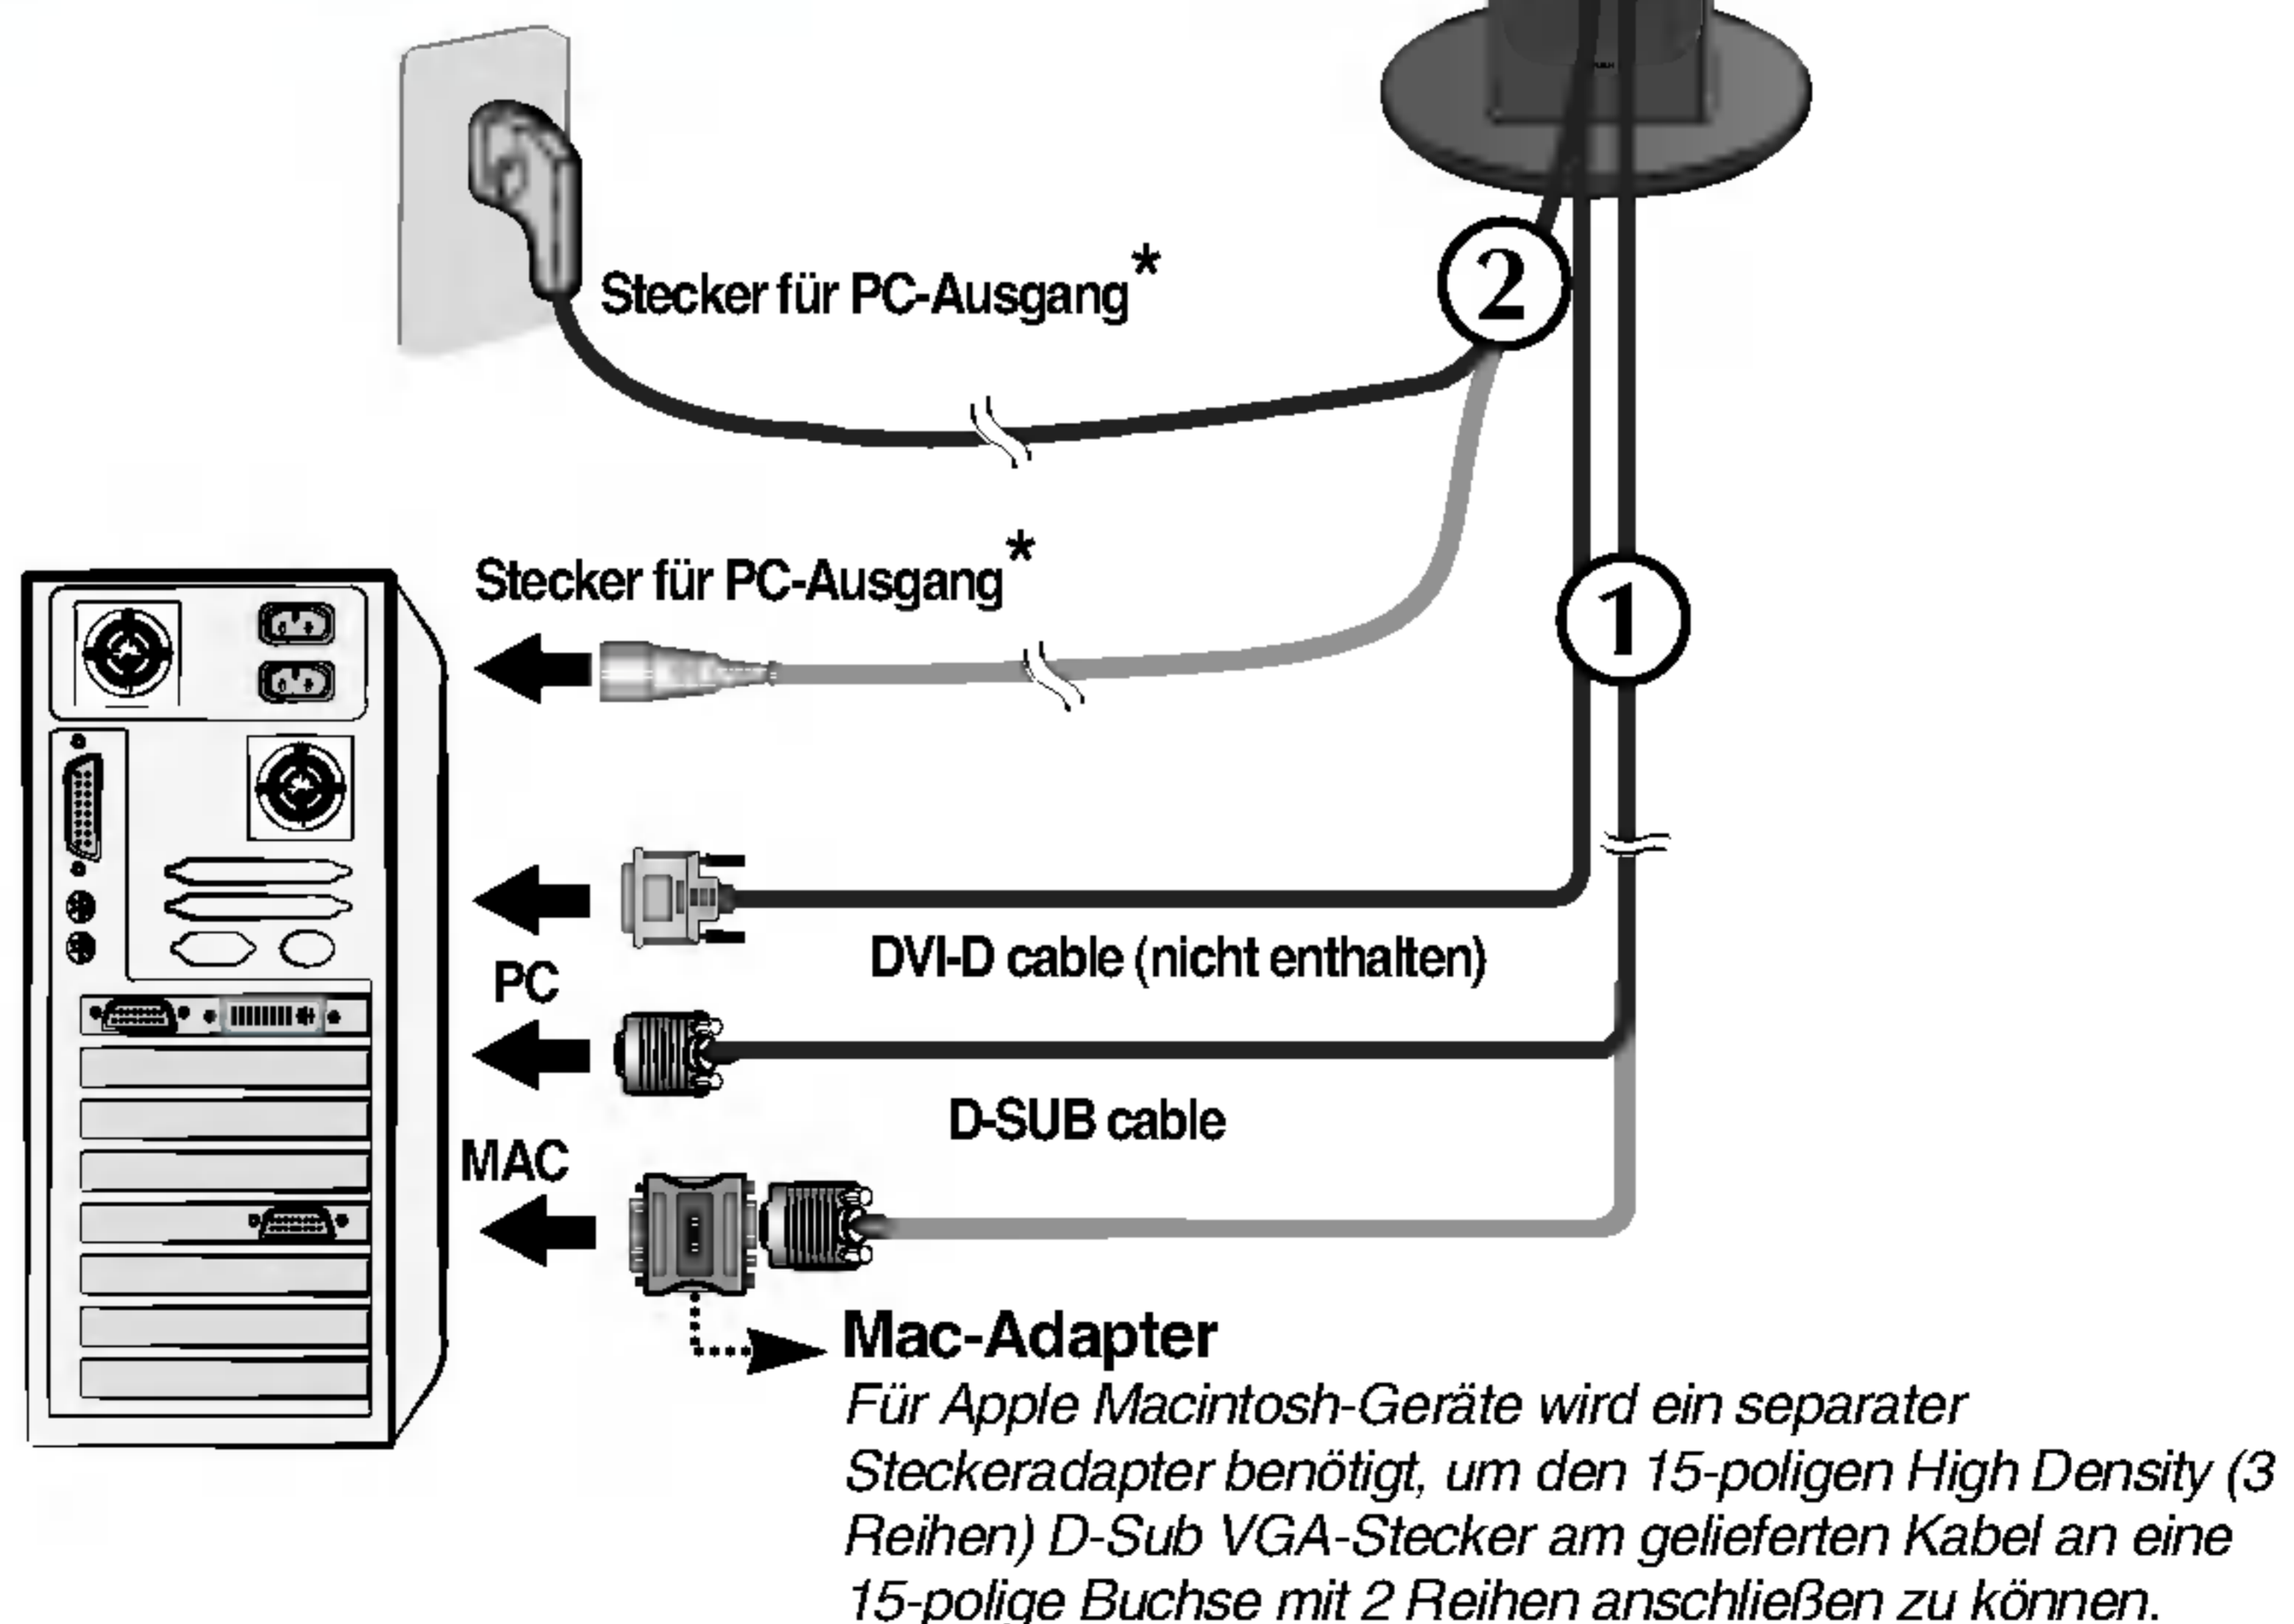 Stecker für PC-Ausgang*
2
Stecker für PC-Ausgang*
1
DVI-D cable (nicht enthalten)
PC
D-SUB cable
MAC
Mac-Adapter
Für Apple Macintosh-Geräte wird ein separater
Steckeradapter benötigt, um den 15-poligen High Density (3
Reihen) D-Sub VGA-Stecker am gelieferten Kabel an eine
15-polige Buchse mit 2 Reihen anschließen zu können.